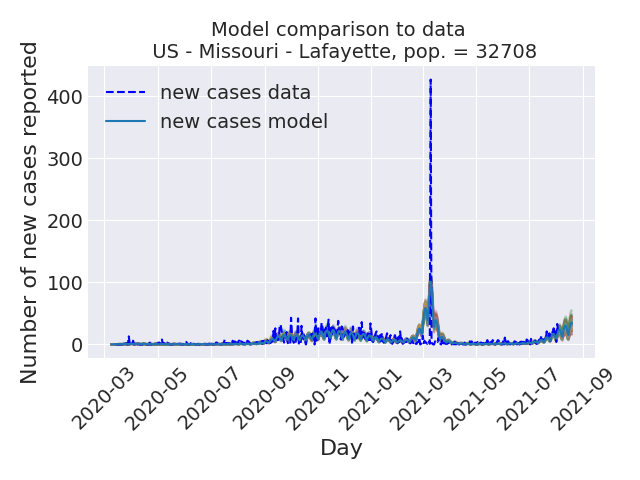 Model comparison to data
US - Missouri - Lafayette, pop. = 32708
Number of new cases reported
400
300
200
100
0
new cases data
new cases model
2020-03
2020-05
2020-07
2020-09
2020-11
2021-01
2021-03
2021-05
2021-07
2021-09
Day